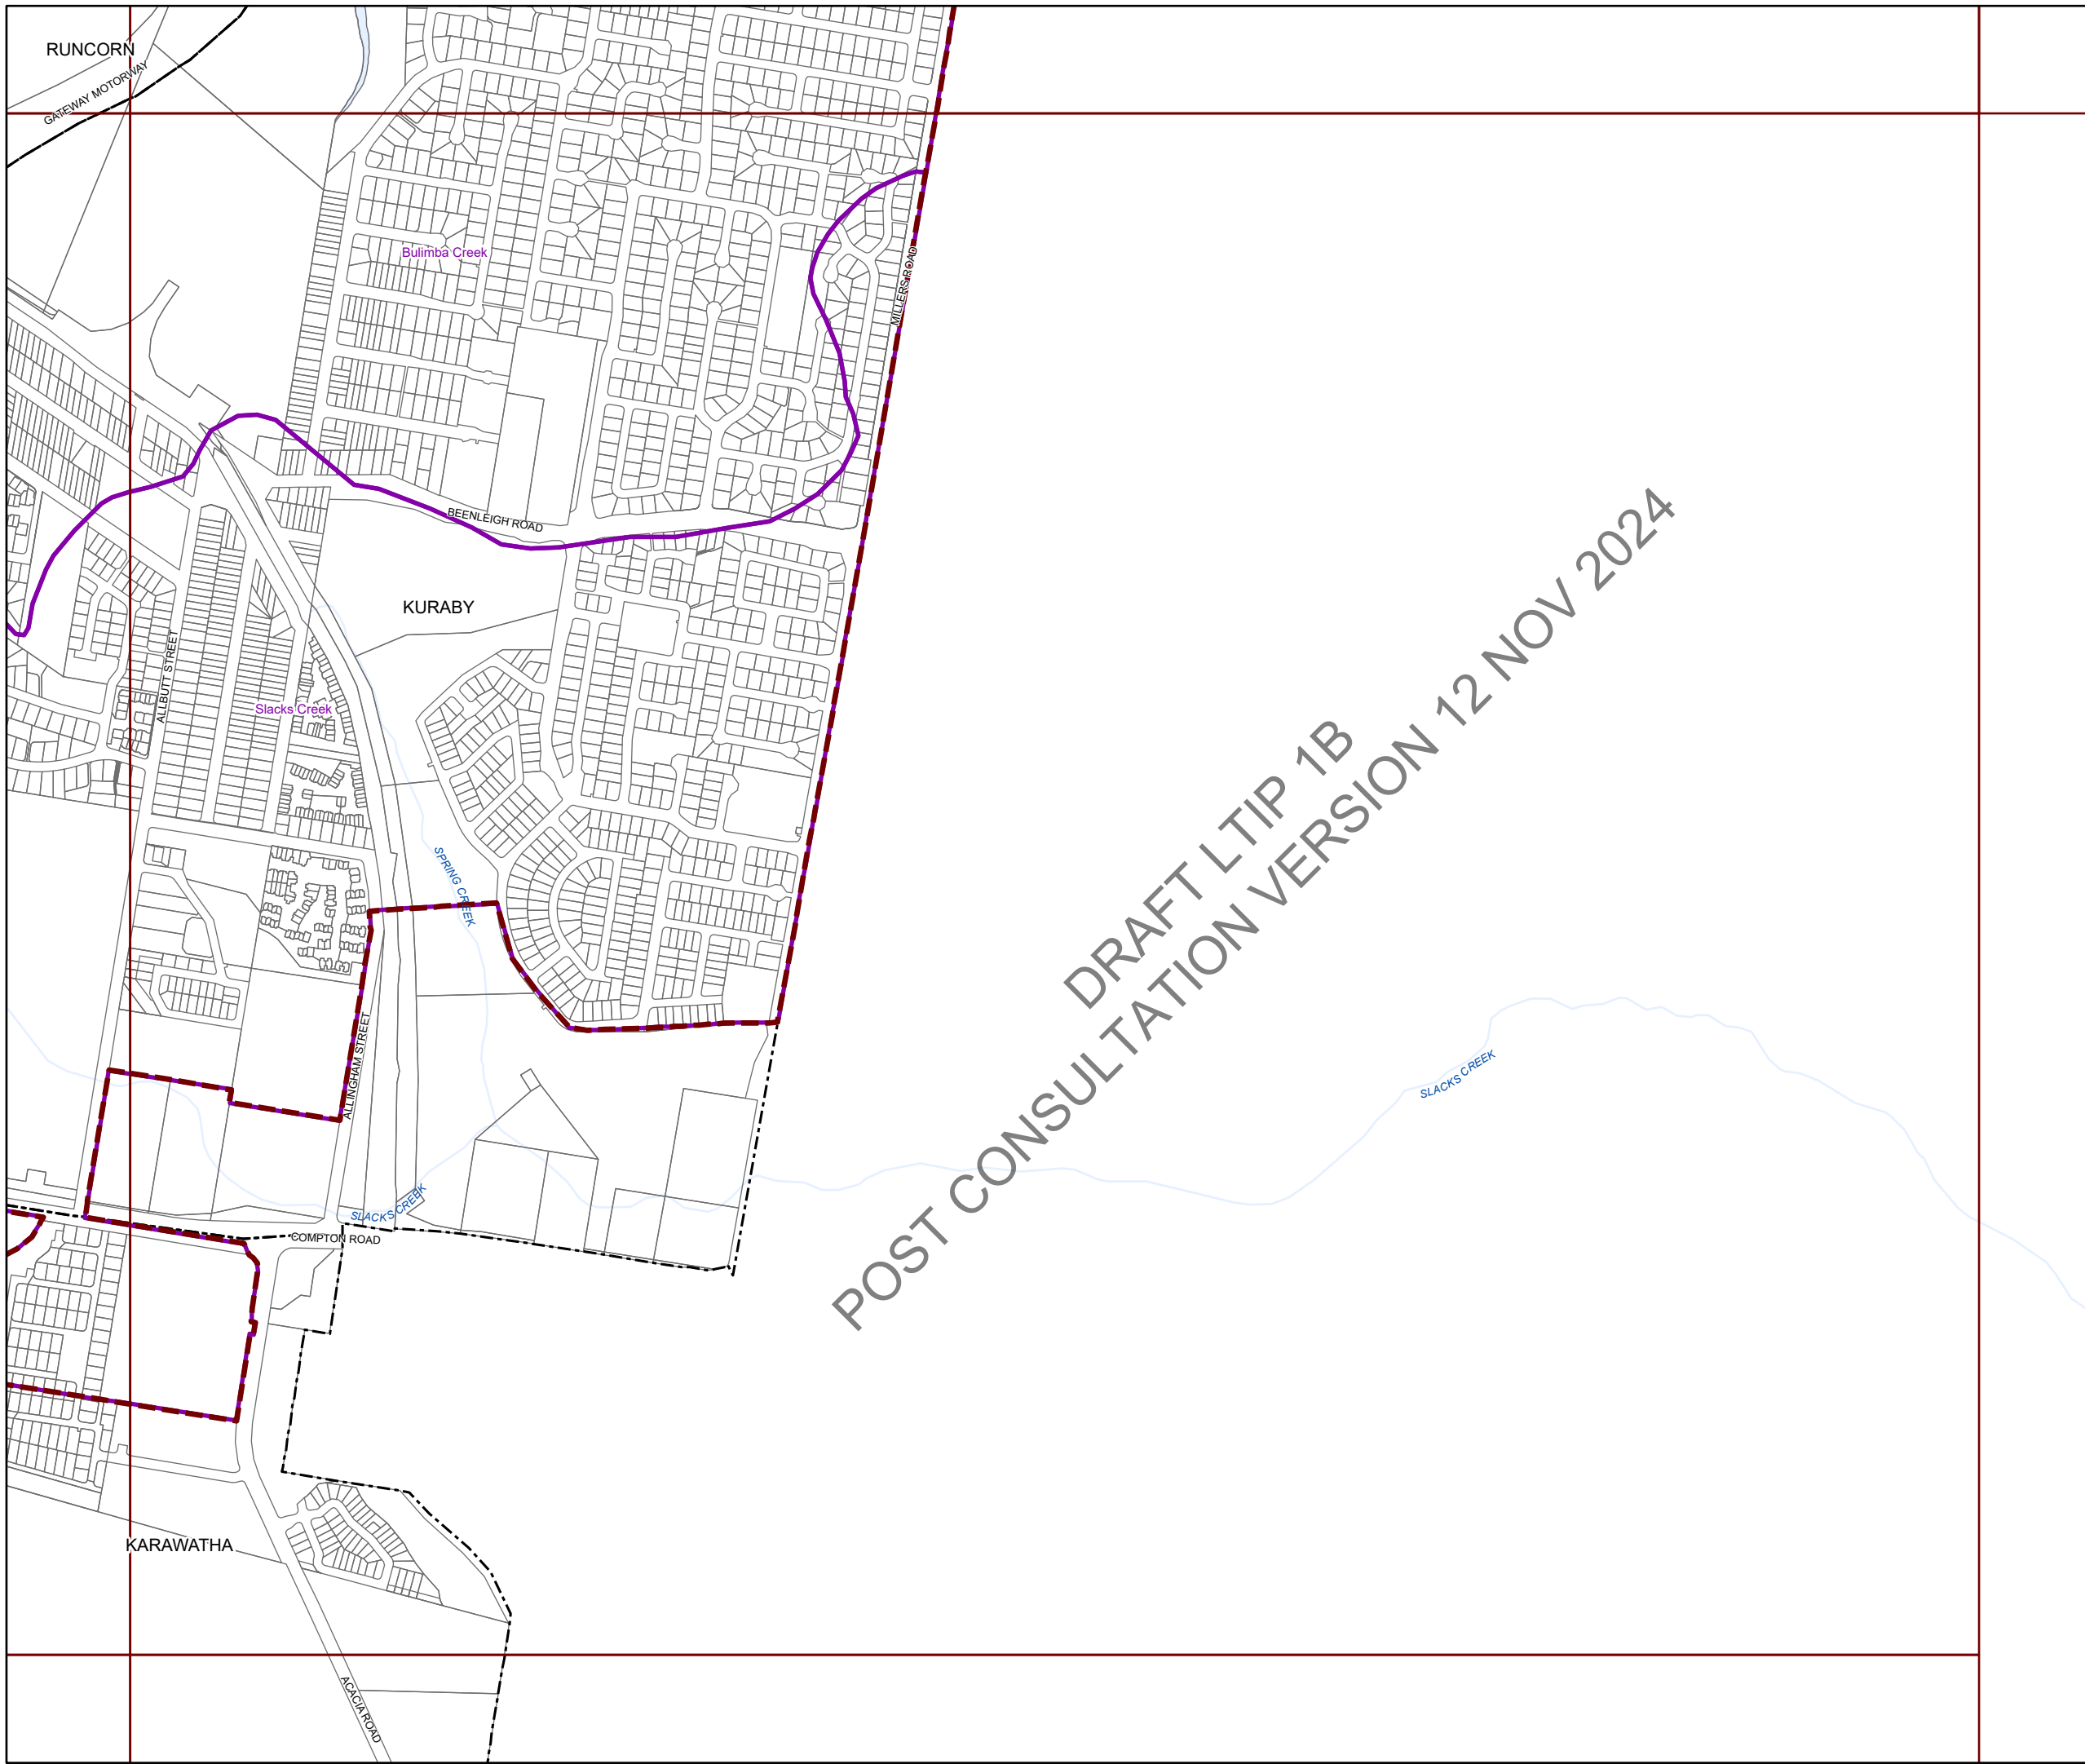 RUNCORN
GATEWAY MOTORWAY
Bulimba Creek
MILLERS ROAD
BEENLEIGH ROAD
KURABY
ALLBUTT STREET
Slacks Creek
SPRING CREEK
DRAFT LTIP 1B
POST CONSULTATION VERSION 12 NOV 2024
ALLINGHAM STREET
SLACKS CREEK
SLACKS CREEK
COMPTON ROAD
KARAWATHA
ACACIA ROAD